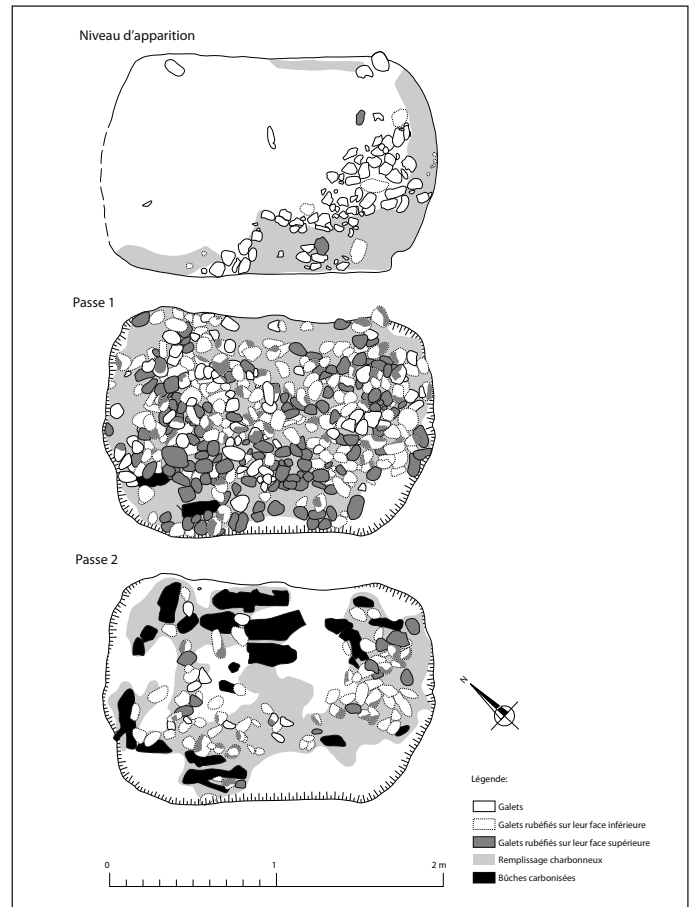 Niveau d’apparition
Passe 1
Passe 2
N
Légende:
Galets
Galets rubéfiés sur leur face inférieure
Galets rubéfiés sur leur face supérieure
Remplissage charbonneux
Bûches carbonisées
0 1 2 m